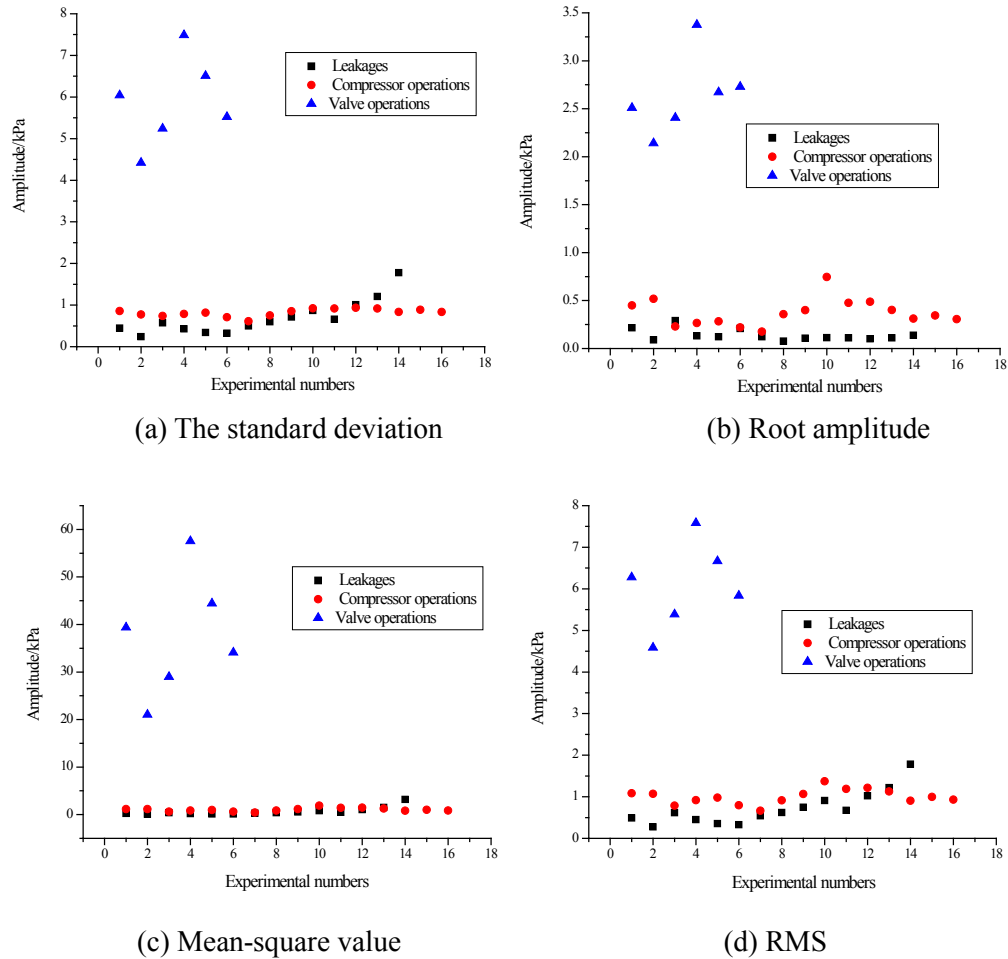 8
7
6
5
4
3
2
1
0
Amplitude/kPa
Leakages
Compressor operations
Valve operations
0 2 4 6 8 10 12 14 16 18
Experimental numbers
(a) The standard deviation
3.5
3.0
2.5
2.0
1.5
1.0
0.5
0.0
Amplitude/kPa
Leakages
Compressor operations
Valve operations
0 2 4 6 8 10 12 14 16 18
Experimental numbers
(b) Root amplitude
60
50
40
30
20
10
0
Amplitude/kPa
Leakages
Compressor operations
Valve operations
0 2 4 6 8 10 12 14 16 18
Experimental numbers
(c) Mean-square value
8
7
6
5
4
3
2
1
0
Amplitude/kPa
Leakages
Compressor operations
Valve operations
0 2 4 6 8 10 12 14 16 18
Experimental numbers
(d) RMS